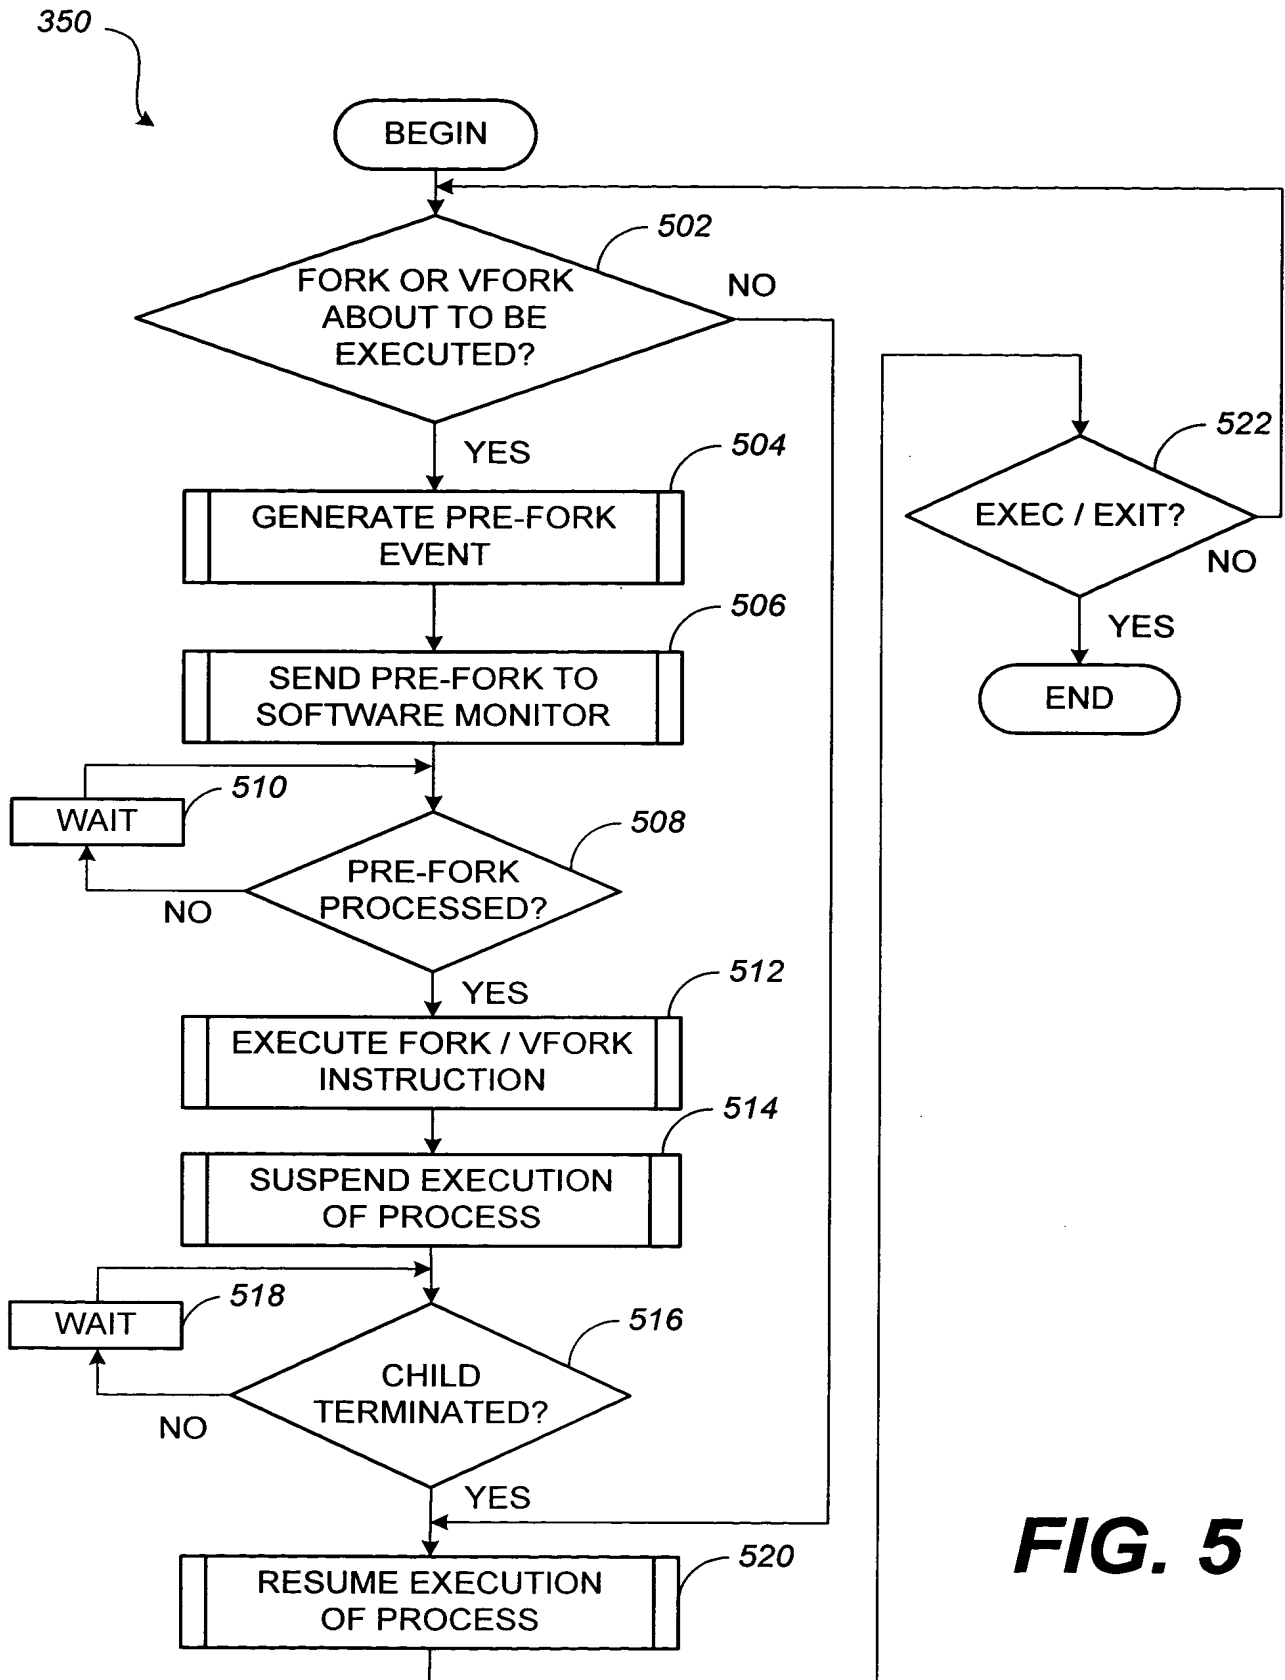 350
BEGIN
502
FORK OR VFORK
ABOUT TO BE
EXECUTED?
NO
YES
504
GENERATE PRE-FORK
EVENT
506
SEND PRE-FORK TO
SOFTWARE MONITOR
510
WAIT
508
PRE-FORK
PROCESSED?
NO
YES
512
EXECUTE FORK / VFORK
INSTRUCTION
514
SUSPEND EXECUTION
OF PROCESS
518
WAIT
516
CHILD
TERMINATED?
NO
YES
520
RESUME EXECUTION
OF PROCESS
522
EXEC / EXIT?
NO
YES
END
FIG. 5